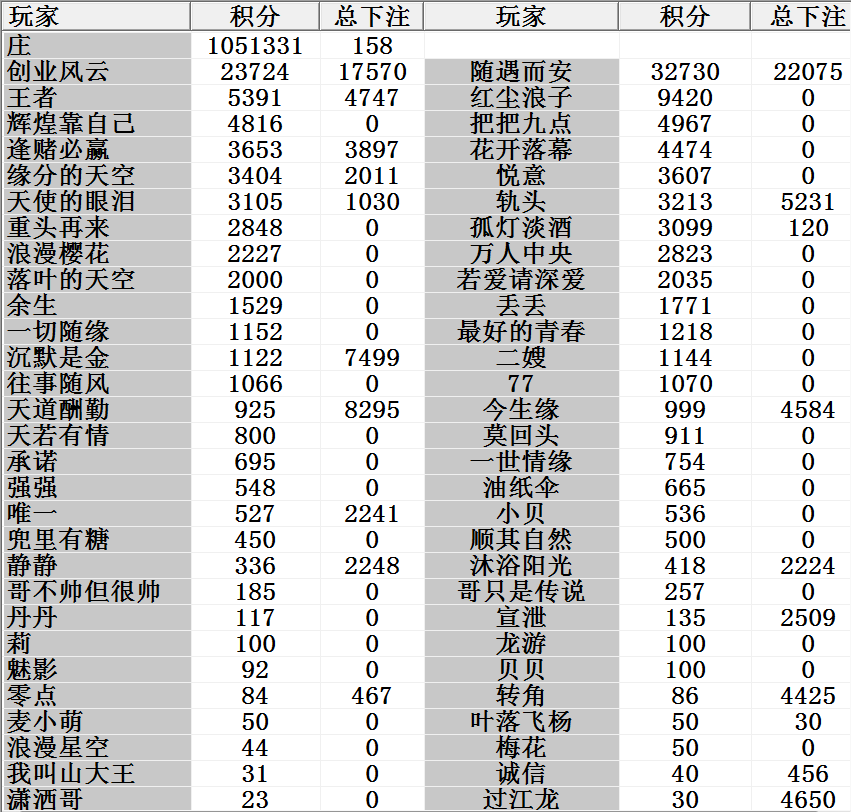 玩家 积分 总下注 玩家 积分 总下注
庄 1051331 158
创业风云 23724 17570 随遇而安 32730 22075
王者 5391 4747 红尘浪子 9420 0
辉煌靠自己 4816 0 把把九点 4967 0
逢赌必赢 3653 3897 花开落幕 4474 0
缘分的天空 3404 2011 悦意 3607 0
天使的眼泪 3105 1030 轨头 3213 5231
重头再来 2848 0 孤灯淡酒 3099 120
浪漫樱花 2227 0 万人中央 2823 0
落叶的天空 2000 0 若爱请深爱 2035 0
余生 1529 0 丢丢 1771 0
一切随缘 1152 0 最好的青春 1218 0
沉默是金 1122 7499 二嫂 1144 0
往事随风 1066 0 77 1070 0
天道酬勤 925 8295 今生缘 999 4584
天若有情 800 0 莫回头 911 0
承诺 695 0 一世情缘 754 0
强强 548 0 油纸伞 665 0
唯一 527 2241 小贝 536 0
兜里有糖 450 0 顺其自然 500 0
静静 336 2248 沐浴阳光 418 2224
哥不帅但很帅 185 0 哥只是传说 257 0
丹丹 117 0 宣泄 135 2509
莉 100 0 龙游 100 0
魅影 92 0 贝贝 100 0
零点 84 467 转角 86 4425
麦小萌 50 0 叶落飞杨 50 30
浪漫星空 44 0 梅花 50 0
我叫山大王 31 0 诚信 40 456
潇洒哥 23 0 过江龙 30 4650